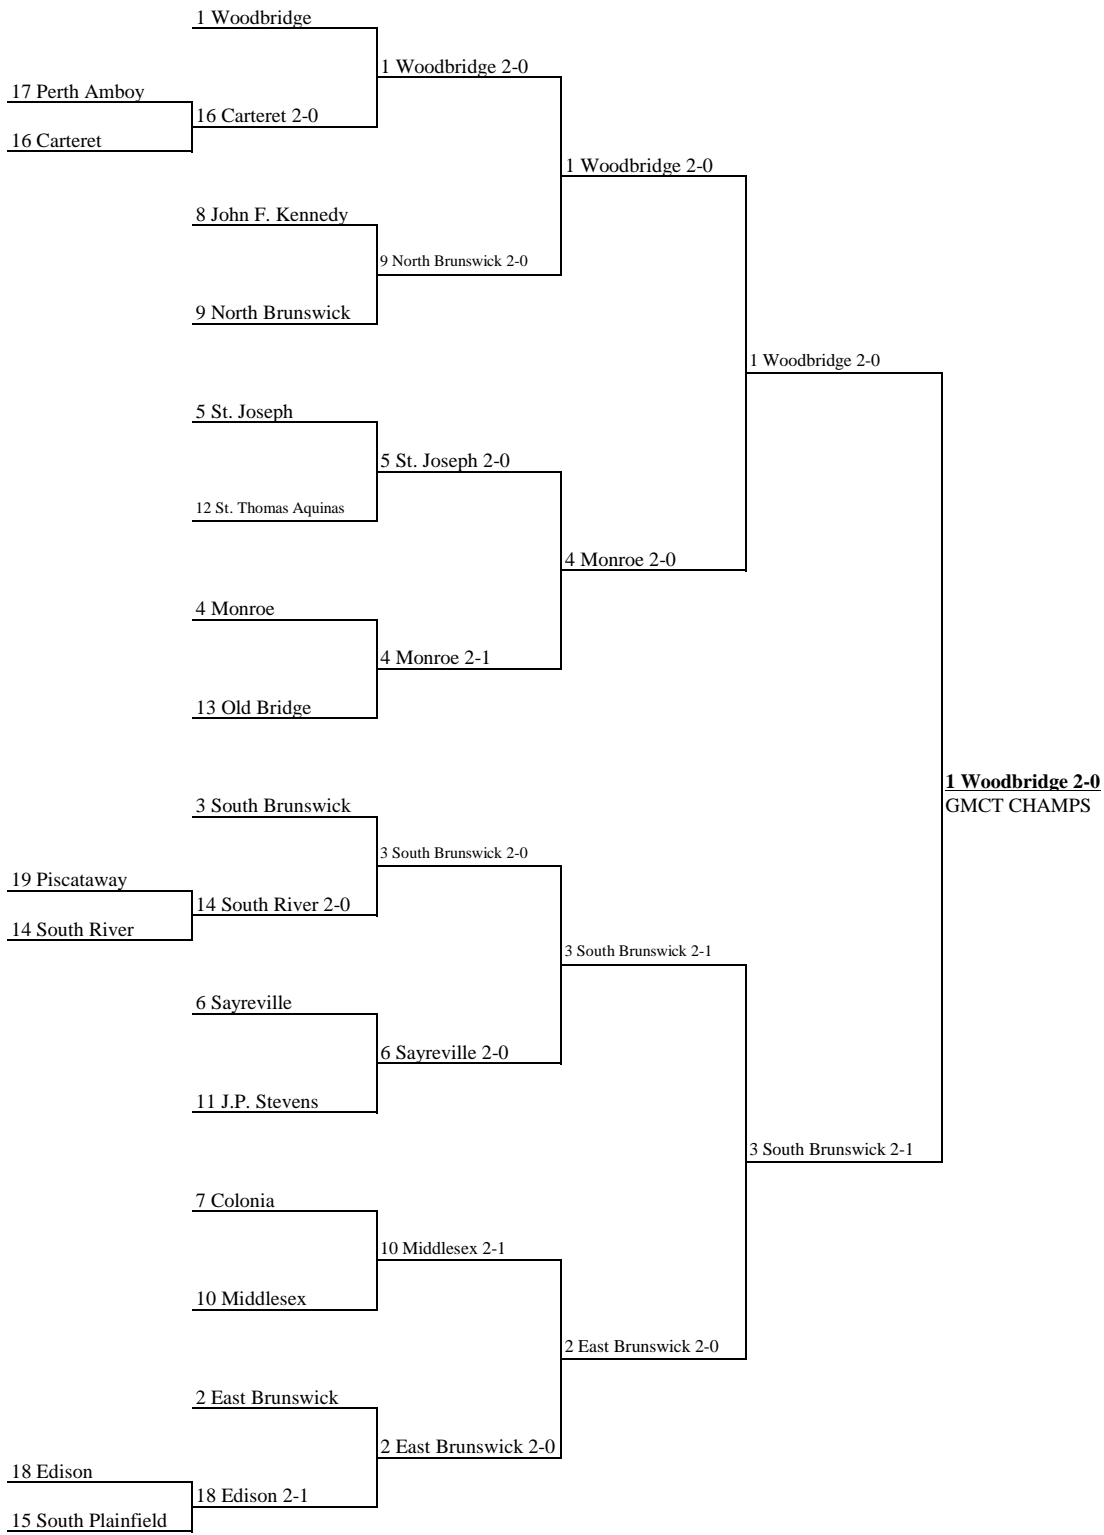 1 Woodbridge
1 Woodbridge 2-0
17 Perth Amboy
16 Carteret 2-0
16 Carteret
1 Woodbridge 2-0
8 John F. Kennedy
9 North Brunswick 2-0
9 North Brunswick
1 Woodbridge 2-0
5 St. Joseph
5 St. Joseph 2-0
12 St. Thomas Aquinas
4 Monroe 2-0
4 Monroe
4 Monroe 2-1
13 Old Bridge
1 Woodbridge 2-0
GMCT CHAMPS
3 South Brunswick
3 South Brunswick 2-0
19 Piscataway
14 South River 2-0
14 South River
3 South Brunswick 2-1
6 Sayreville
6 Sayreville 2-0
11 J.P. Stevens
3 South Brunswick 2-1
7 Colonia
10 Middlesex 2-1
10 Middlesex
2 East Brunswick 2-0
2 East Brunswick
2 East Brunswick 2-0
18 Edison
18 Edison 2-1
15 South Plainfield